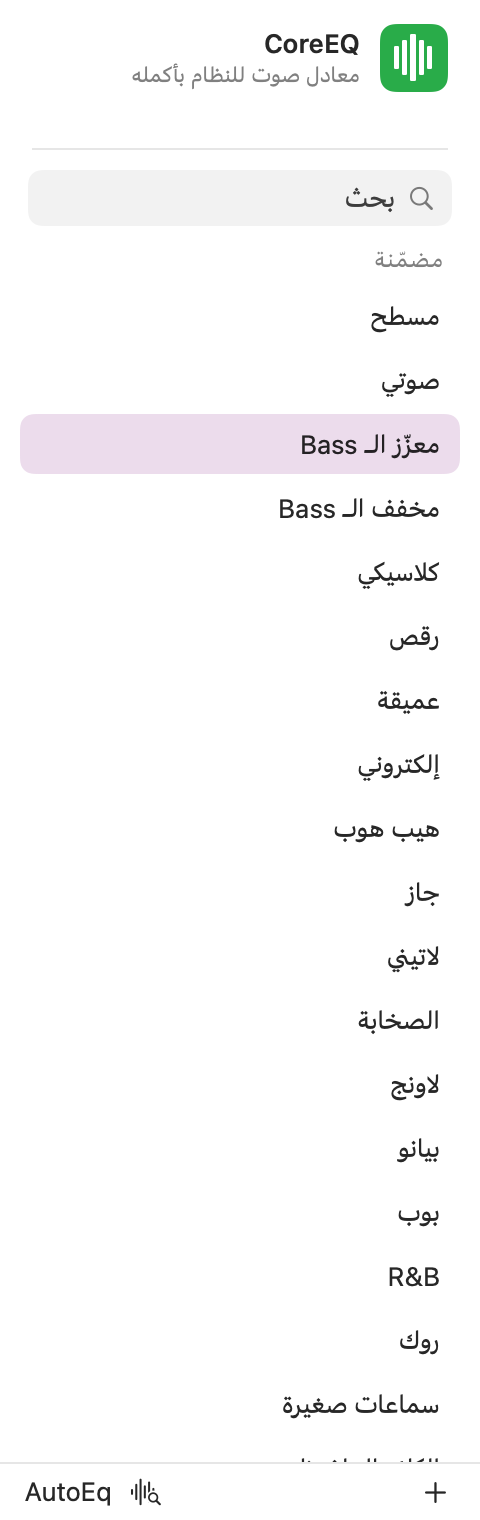 CoreEQ
معادل صوت للنظام بأكمله
بحث
مضمّنة
مسطح
صوتي
معزّز الـ Bass
مخفف الـ Bass
كلاسيكي
رقص
عميقة
إلكتروني
هيب هوب
جاز
لاتيني
الصخابة
لاونج
بيانو
بوب
R&B
روك
سماعات صغيرة
AutoEq